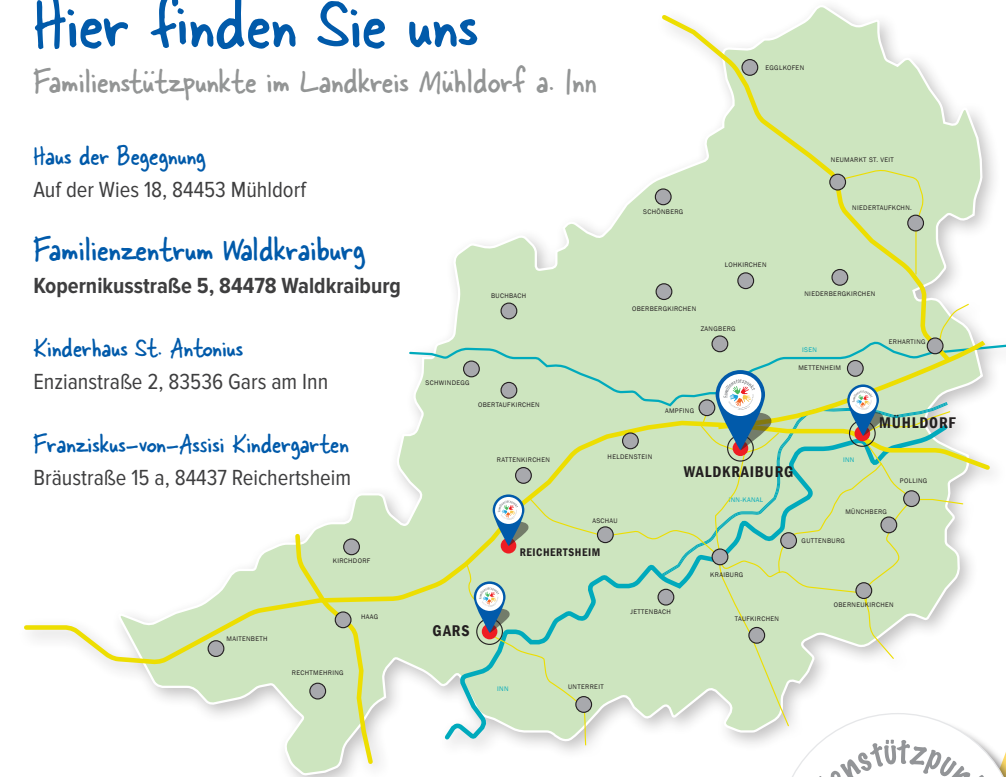 Hier finden Sie uns
Familienstützpunkte im Landkreis Mühldorf a. Inn
Haus der Begegnung
Auf der Wies 18, 84453 Mühldorf
Familienzentrum Waldkraiburg
Kopernikusstraße 5, 84478 Waldkraiburg
Kinderhaus St. Antonius
Enzianstraße 2, 83536 Gars am Inn
Franziskus-von-Assisi Kindergarten
Bräustraße 15 a, 84437 Reichertsheim
EGGLKOFEN
NEUMARKT ST. VEIT
NIEDERTAUFKCHN.
SCHÖNBERG
LOHKIRCHEN
NIEDERBERGKIRCHEN
OBERBERGKIRCHEN
BUCHBACH
ZANGBERG
ERHARTING
ISEN
METTENHEIM
SCHWINDEGG
OBERTAUFKIRCHEN
AMPFING
MÜHLDORF
HELDENSTEIN
WALDKRAIBURG
INN
RATTENKIRCHEN
POLLING
INN-KANAL
MÜNCHBERG
ASCHAU
GUTTENBURG
REICHERTSHEIM
KIRCHDORF
KRAIBURG
OBERNEUKIRCHEN
JETTENBACH
HAAG
TAUFKIRCHEN
GARS
MAITENBETH
RECHTMEHRING
INN
UNTERREIT